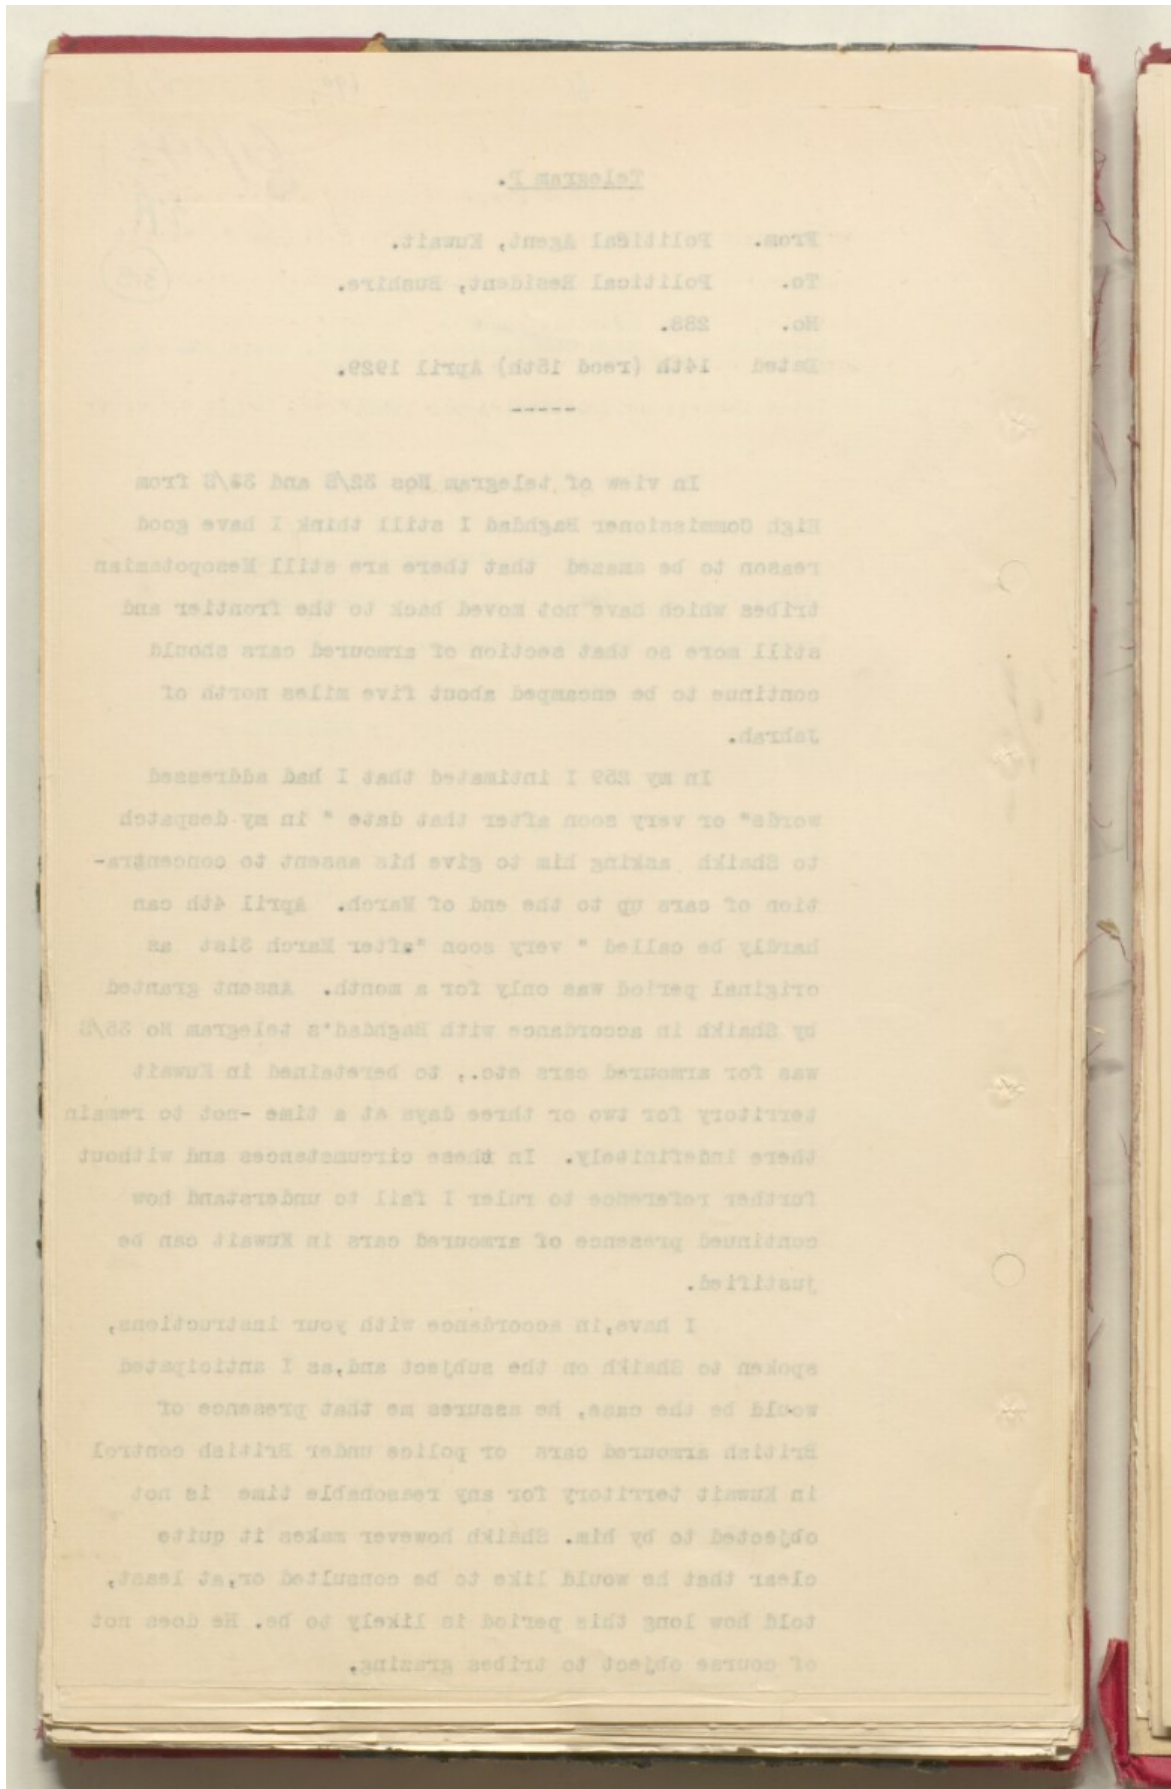 Telegram P.
From. Political Agent, Kuwait.
To. Political Resident, Bushire.
No. 288.
Dated 14th (recd 15th) April 1929.
-----
In veiw of telegram Nos 32/S and 33/S from
High Commissioner Baghdad I still think I have good
reason to be amazed that there are still Mesopotamian
tribes which have not moved back to the frontier and
still more so that section of armoured cars should
continue to be encamped about five miles north of
Jahrah.
In my 259 I intimated that I had addressed
words" or very soon after that date " in my despatch
to Shaikh asking him to give his assent to concentra-
tion of cars up to the end of March. April 4th can
hardly be called " very soon "after March 31st as
original period was only for a month. Assent granted
by Shaikh in accordance with Baghdad's telegram No 35/S
was for armoured cars etc., to beretained in Kuwait
territory for two or three days at a time -not to remain
there indefinitely. In these circumstances and without
further reference to ruler I fail to understand how
continued presence of armoured cars in Kuwait can be
justified.
I have,in accordance with your instructions,
spoken to Shaikh on the subject and,as I anticipated
would be the case, he assures me that presence of
British armoured cars or police under British control
in Kuwait territory for any reasonable time is not
objected to by him. Shaikh however makes it quite
clear that he would like to be consulted or,at least,
told how long this period is likely to be. He does not
of course object to tribes grazing.